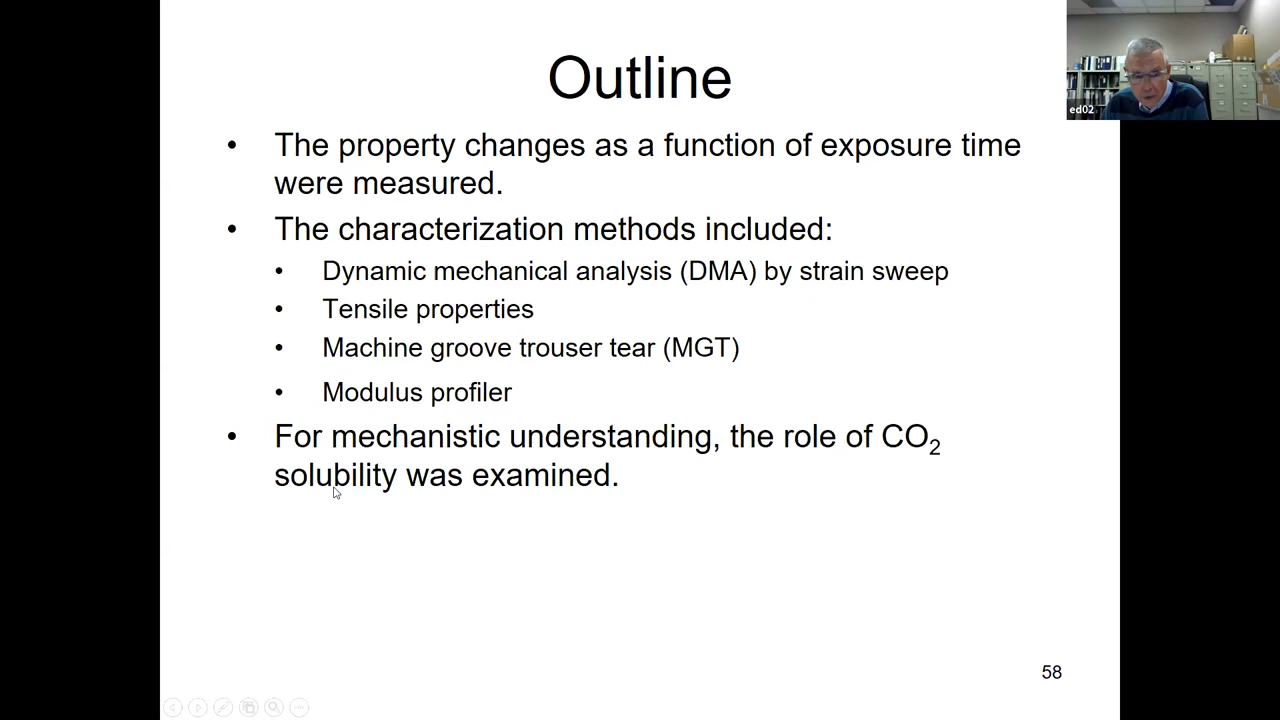 Outline
• The property changes as a function of exposure time
were measured.
• The characterization methods included:
• Dynamic mechanical analysis (DMA) by strain sweep
• Tensile properties
• Machine groove trouser tear (MGT)
• Modulus profiler
• For mechanistic understanding, the role of CO₂
solubility was examined.
58
ed02